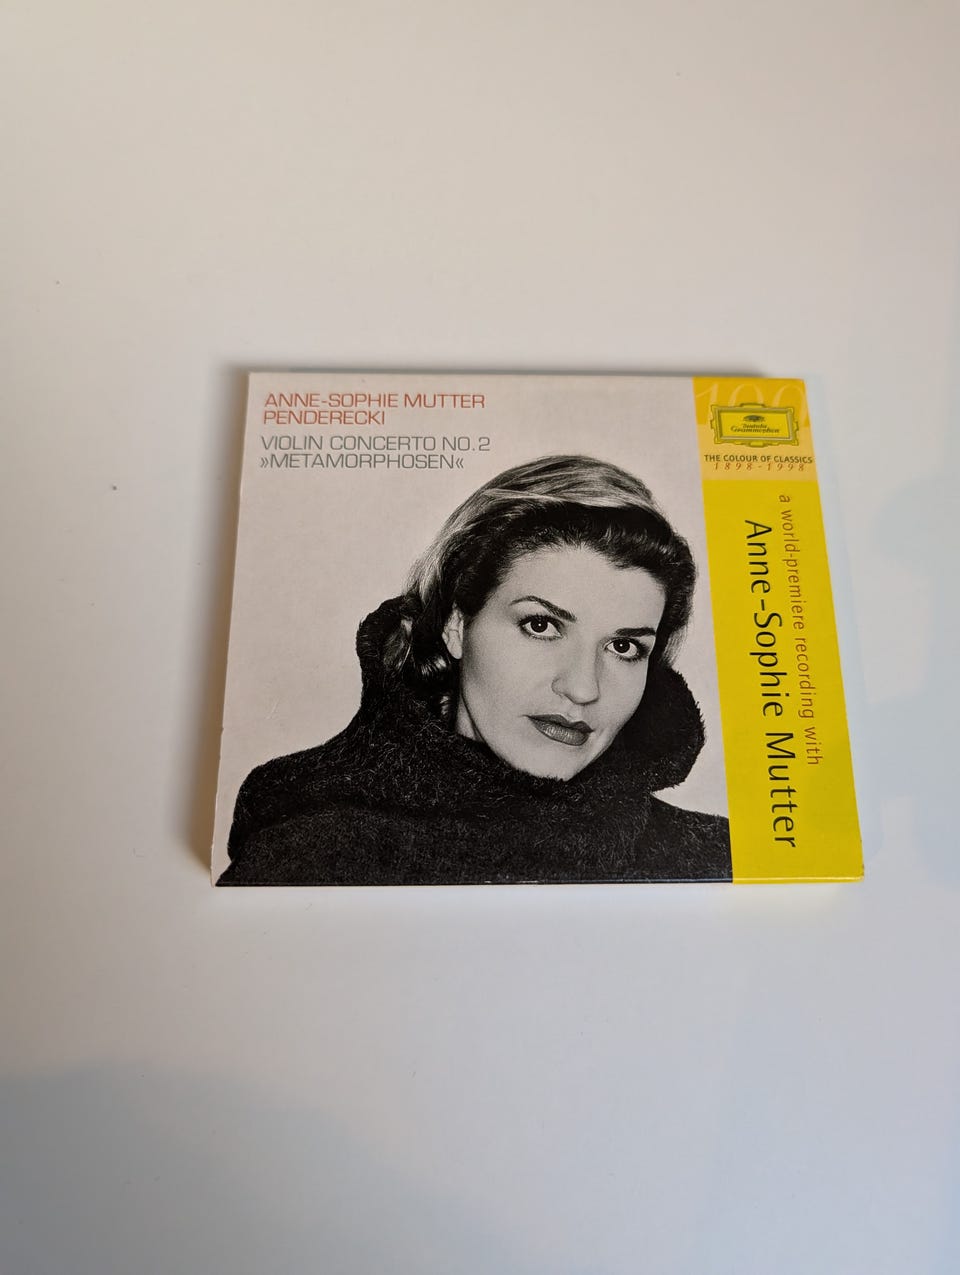 ANNE-SOPHIE MUTTER
PENDERECKI
VIOLIN CONCERTO NO. 2
»METAMORPHOSEN«
100
Deutsche
Grammophon
THE COLOUR OF CLASSICS
1898-1998
a world-premiere recording with
Anne-Sophie Mutter